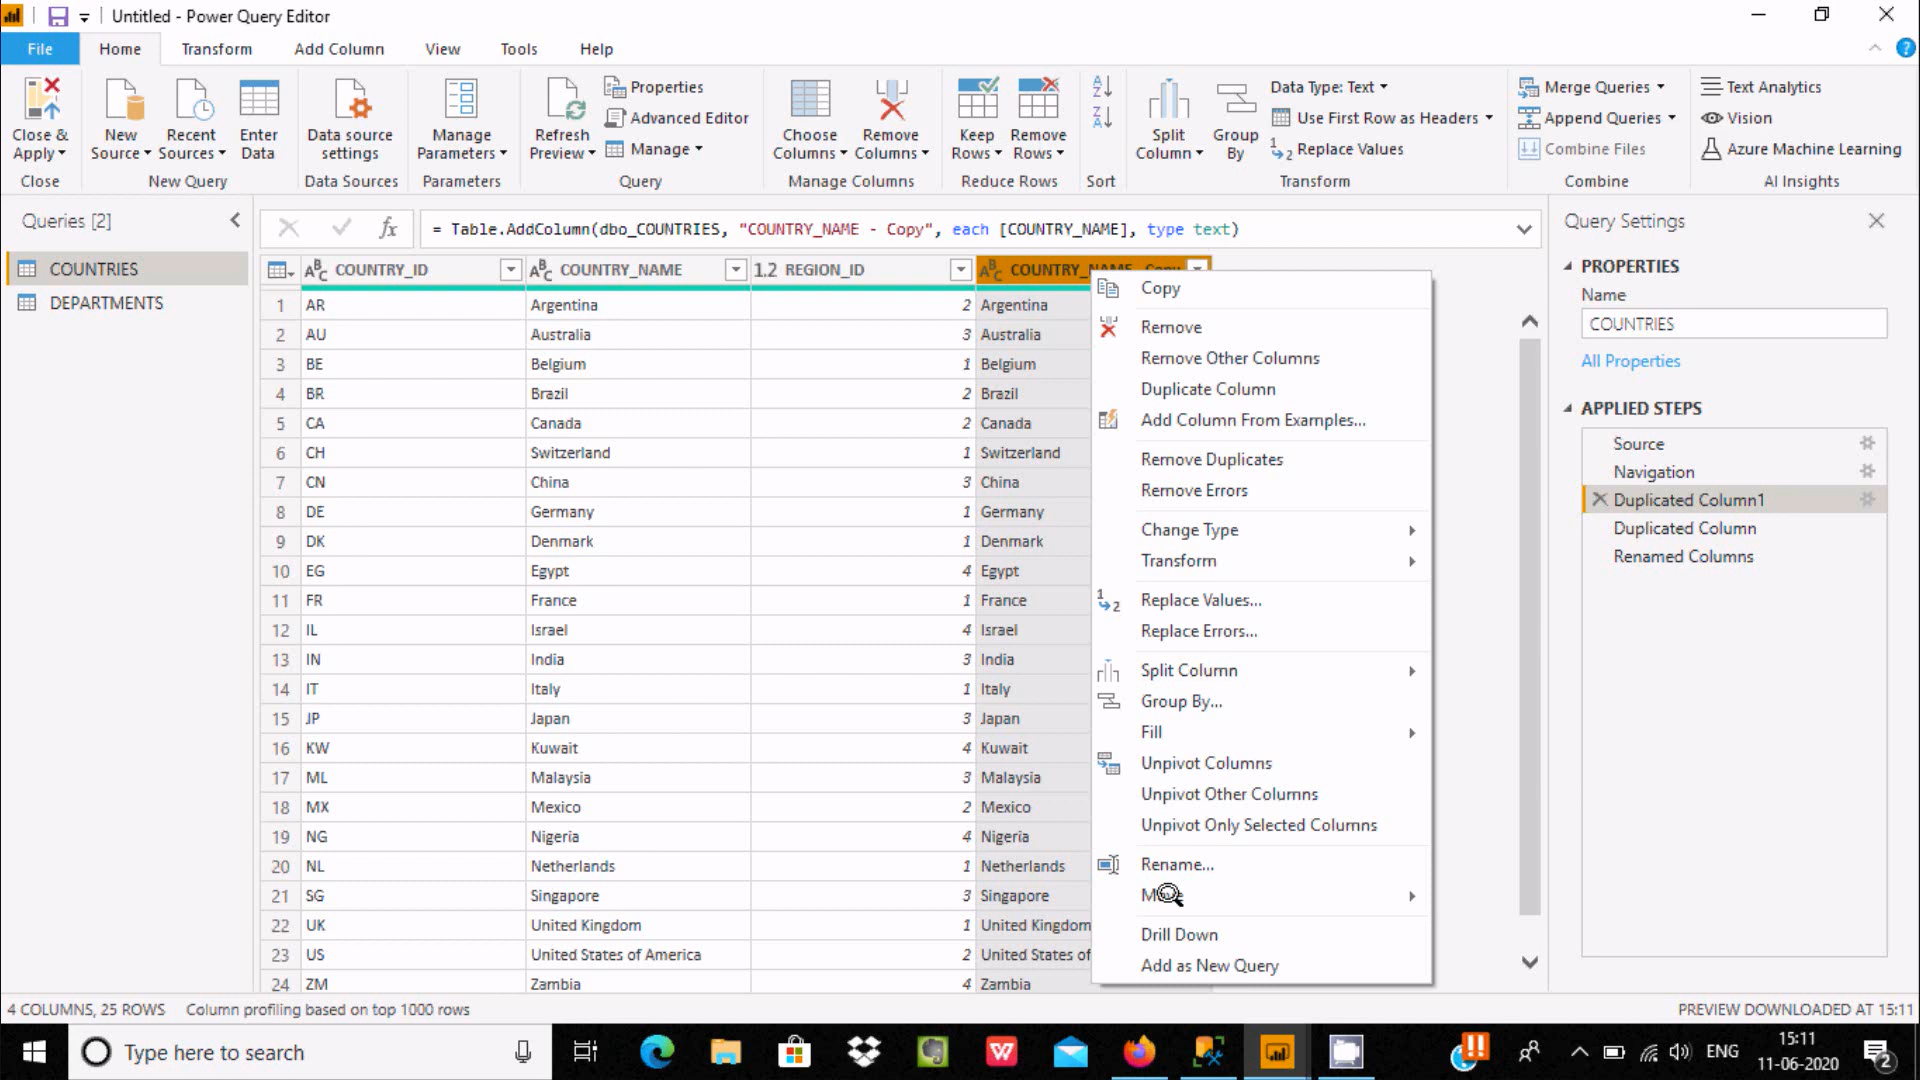 Untitled - Power Query Editor
File Home Transform Add Column View Tools Help
Close & Apply
New Source
Recent Sources
Enter Data
Data source settings
Manage Parameters
Refresh Preview
Properties
Advanced Editor
Manage
Choose Columns
Remove Columns
Keep Rows
Remove Rows
Split Column
Group By
Data Type: Text
Use First Row as Headers
Replace Values
Merge Queries
Append Queries
Combine Files
Text Analytics
Vision
Azure Machine Learning
Close New Query Data Sources Parameters Query Manage Columns Reduce Rows Sort Transform Combine AI Insights
Queries [2]
COUNTRIES
DEPARTMENTS
fx = Table.AddColumn(dbo_COUNTRIES, "COUNTRY_NAME - Copy", each [COUNTRY_NAME], type text)
ABC COUNTRY_ID ABC COUNTRY_NAME 1.2 REGION_ID ABC
1 AR Argentina 2 Argentina
2 AU Australia 3 Australia
3 BE Belgium 1 Belgium
4 BR Brazil 2 Brazil
5 CA Canada 2 Canada
6 CH Switzerland 1 Switzerland
7 CN China 3 China
8 DE Germany 1 Germany
9 DK Denmark 1 Denmark
10 EG Egypt 4 Egypt
11 FR France 1 France
12 IL Israel 4 Israel
13 IN India 3 India
14 IT Italy 1 Italy
15 JP Japan 3 Japan
16 KW Kuwait 4 Kuwait
17 ML Malaysia 3 Malaysia
18 MX Mexico 2 Mexico
19 NG Nigeria 4 Nigeria
20 NL Netherlands 1 Netherlands
21 SG Singapore 3 Singapore
22 UK United Kingdom 1 United Kingdom
23 US United States of America 2 United States of
24 ZM Zambia 4 Zambia
Copy
Remove
Remove Other Columns
Duplicate Column
Add Column From Examples...
Remove Duplicates
Remove Errors
Change Type
Transform
Replace Values...
Replace Errors...
Split Column
Group By...
Fill
Unpivot Columns
Unpivot Other Columns
Unpivot Only Selected Columns
Rename...
Drill Down
Add as New Query
Query Settings
PROPERTIES
Name
COUNTRIES
All Properties
APPLIED STEPS
Source
Navigation
Duplicated Column1
Duplicated Column
Renamed Columns
4 COLUMNS, 25 ROWS Column profiling based on top 1000 rows
PREVIEW DOWNLOADED AT 15:11
Type here to search
ENG
15:11
11-06-2020
2